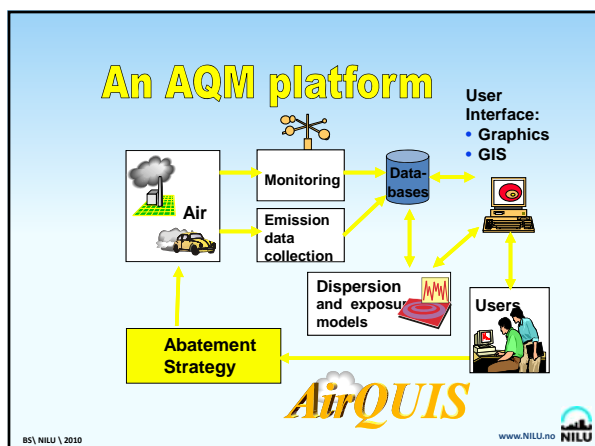 An AQM platform
User
Interface:
• Graphics
• GIS
Monitoring
Data-
bases
Air
Emission
data
collection
Dispersion
and exposur
models
Users
Abatement
Strategy
AirQUIS
BS\ NILU \ 2010
www.NILU.no
NILU